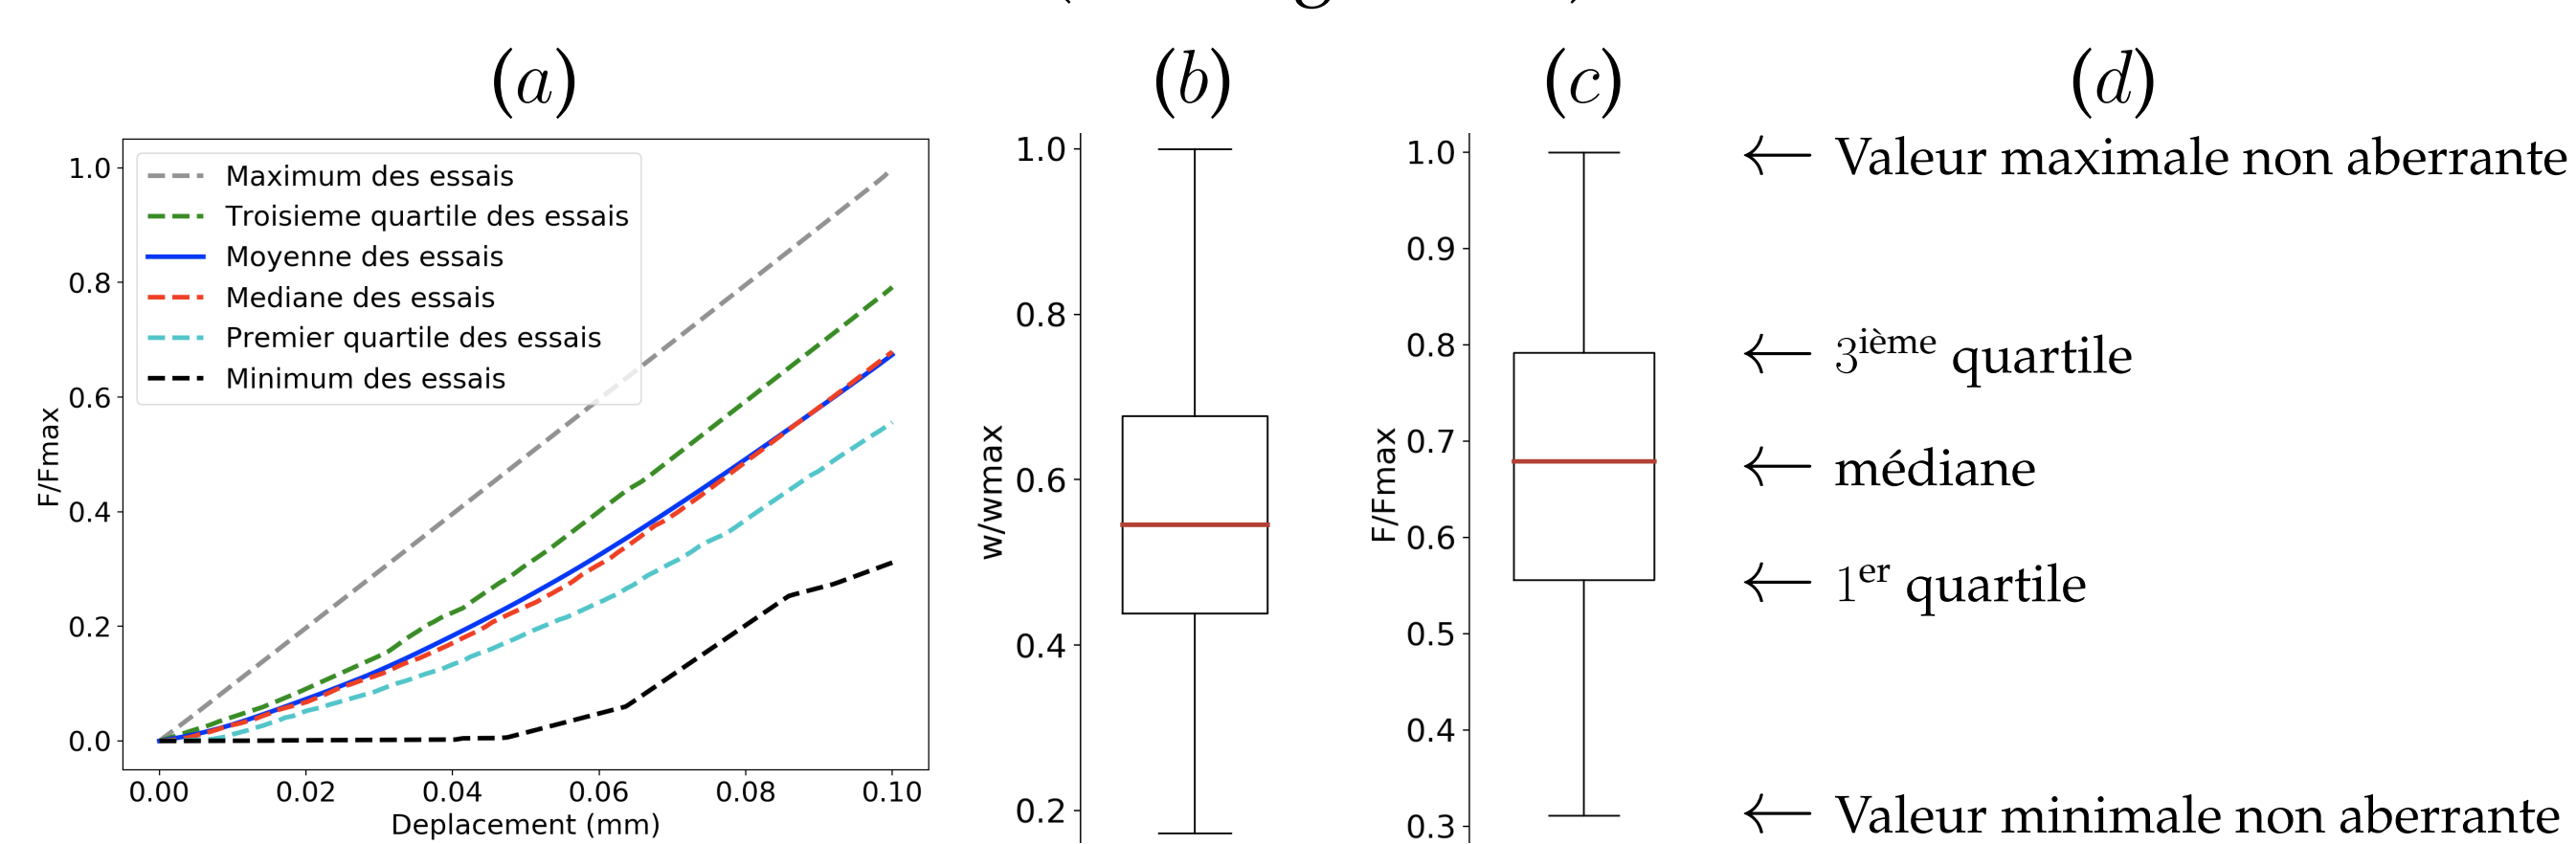 (a)
(b)
(c)
(d)
1.0
0.8
0.6
0.4
0.2
0.0
F/Fmax
Maximum des essais
Troisieme quartile des essais
Moyenne des essais
Mediane des essais
Premier quartile des essais
Minimum des essais
0.00 0.02 0.04 0.06 0.08 0.10
Deplacement (mm)
1.0
0.8
0.6
0.4
0.2
w/wmax
1.0
0.9
0.8
0.7
0.6
0.5
0.4
0.3
F/Fmax
← Valeur maximale non aberrante
← 3ième quartile
← médiane
← 1er quartile
← Valeur minimale non aberrante